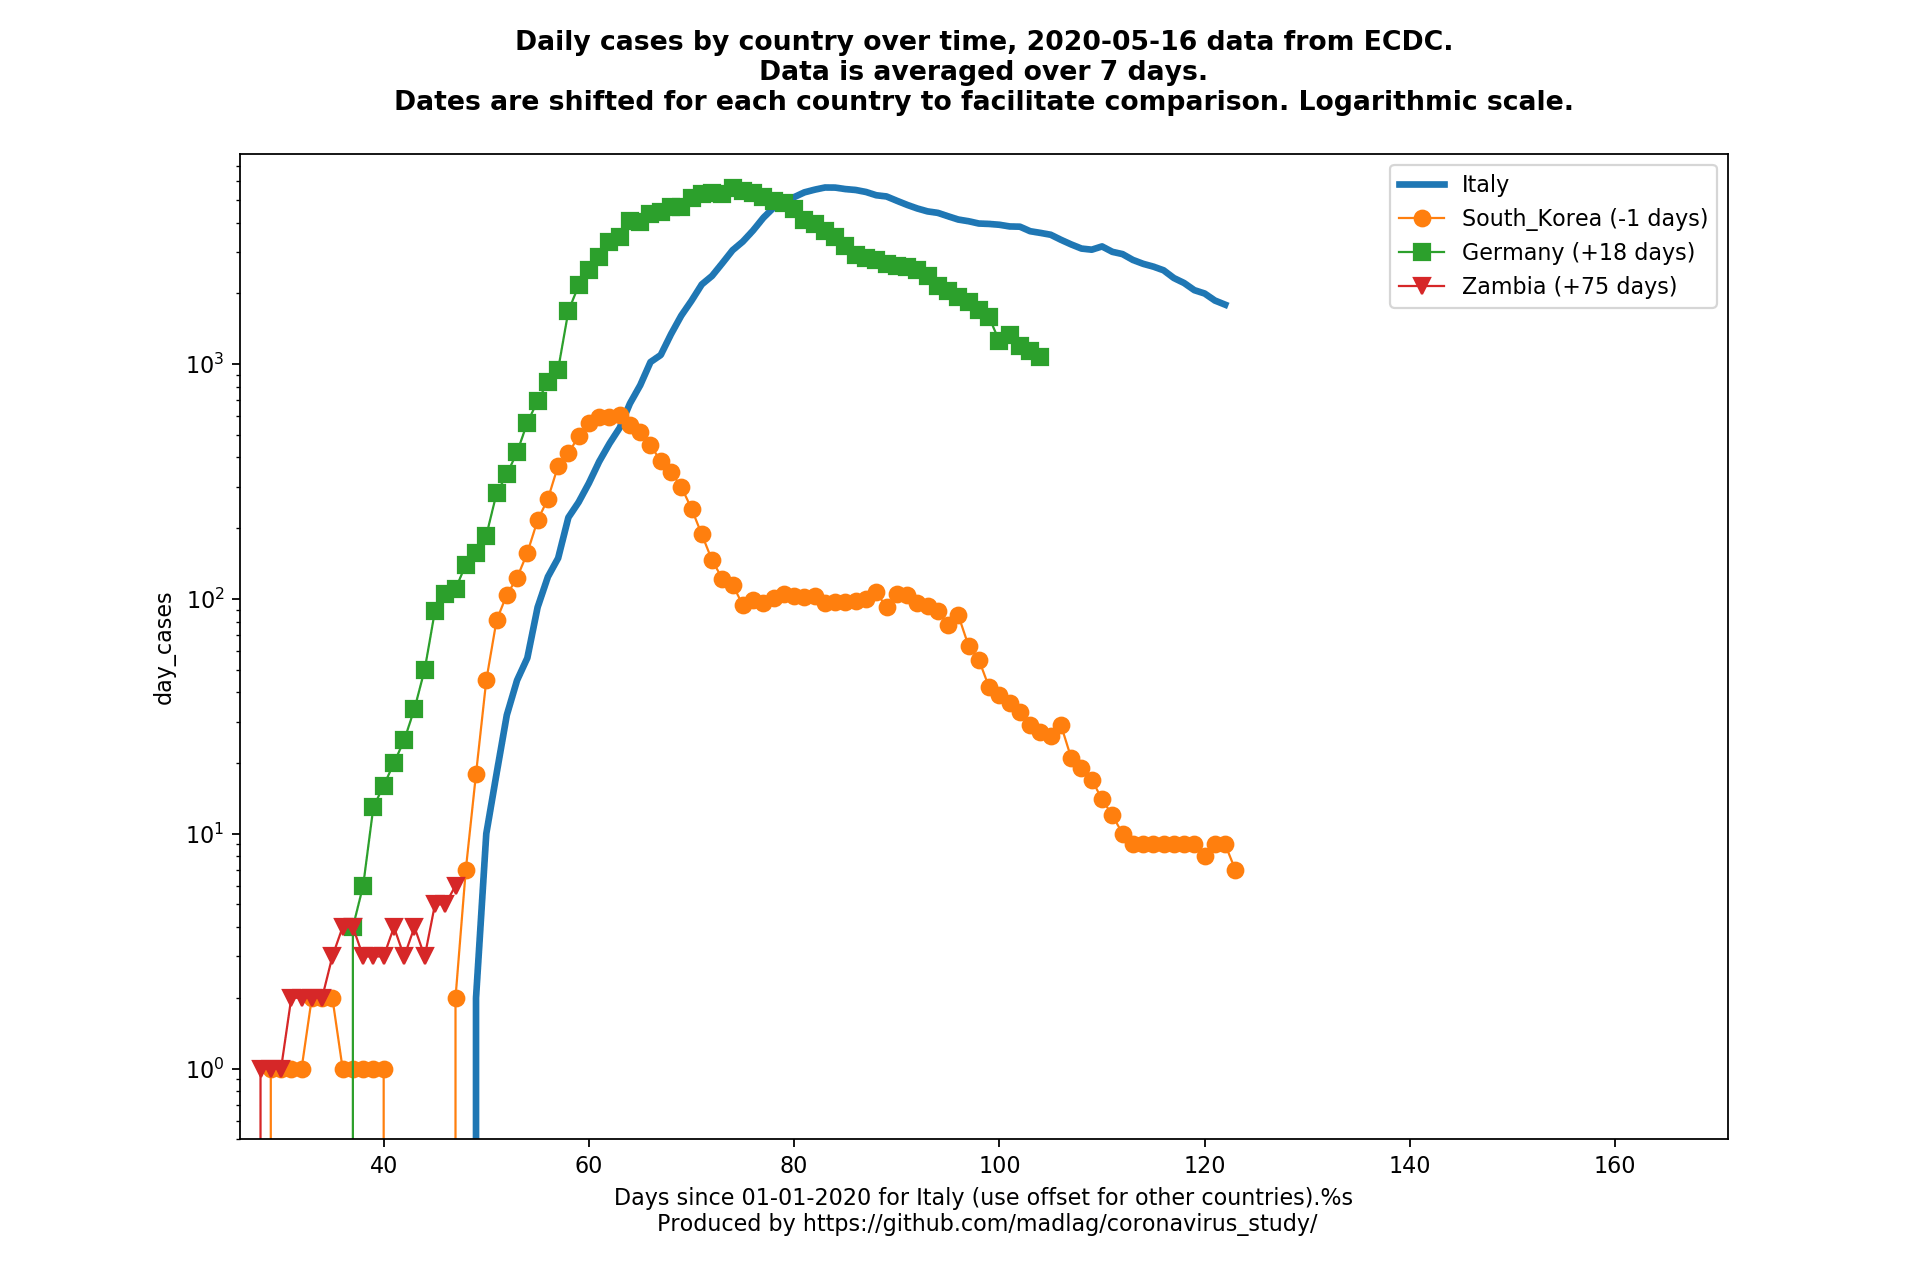 Daily cases by country over time, 2020-05-16 data from ECDC.
Data is averaged over 7 days.
Dates are shifted for each country to facilitate comparison. Logarithmic scale.
Italy
South_Korea (-1 days)
Germany (+18 days)
Zambia (+75 days)
day_cases
10³
10²
10¹
10⁰
40 60 80 100 120 140 160
Days since 01-01-2020 for Italy (use offset for other countries).%s
Produced by https://github.com/madlag/coronavirus_study/